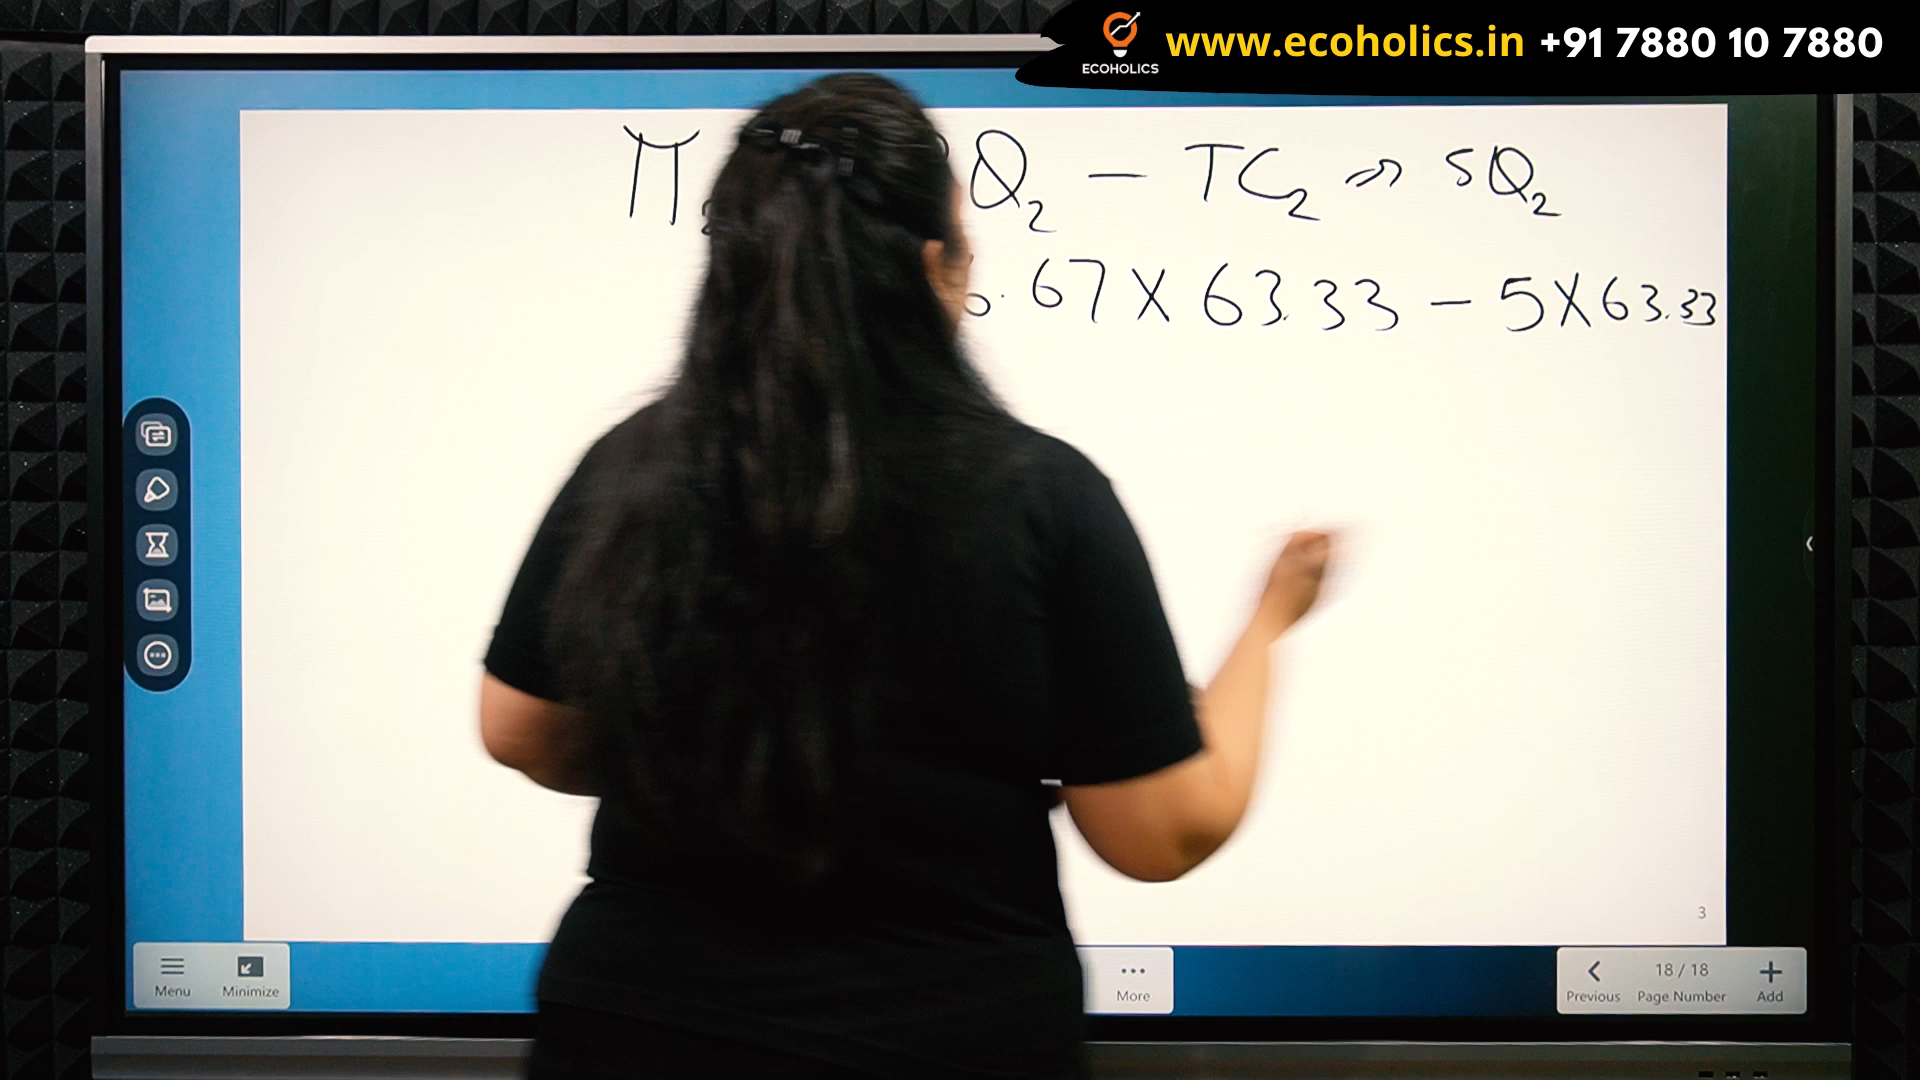 www.ecoholics.in +91 7880 10 7880
ECOHOLICS
Π Q₂ - TC₂ ⇒ 5Q₂
.67 X 63.33 - 5X63.33
3
Menu
Minimize
More
Previous
18 / 18
Page Number
Add